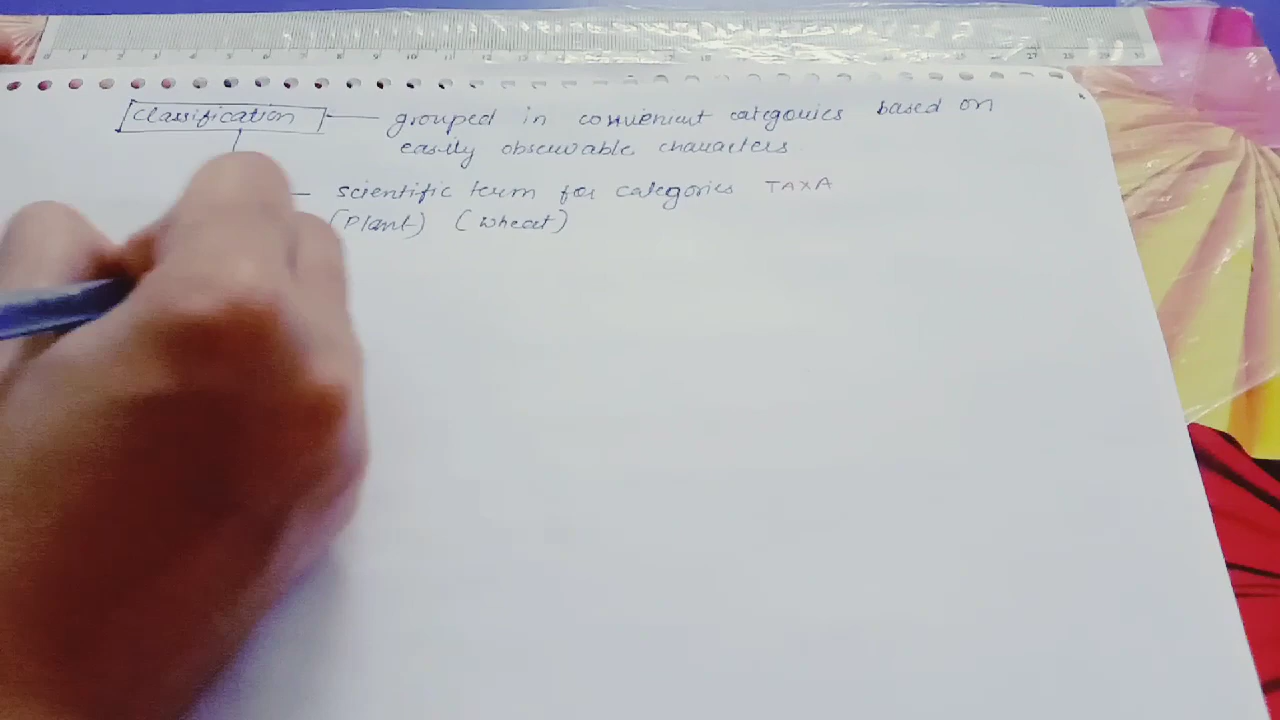 Classification — grouped in convenient categories based on
easily observable characters.
— scientific term for categories TAXA
(Plant) (wheat)